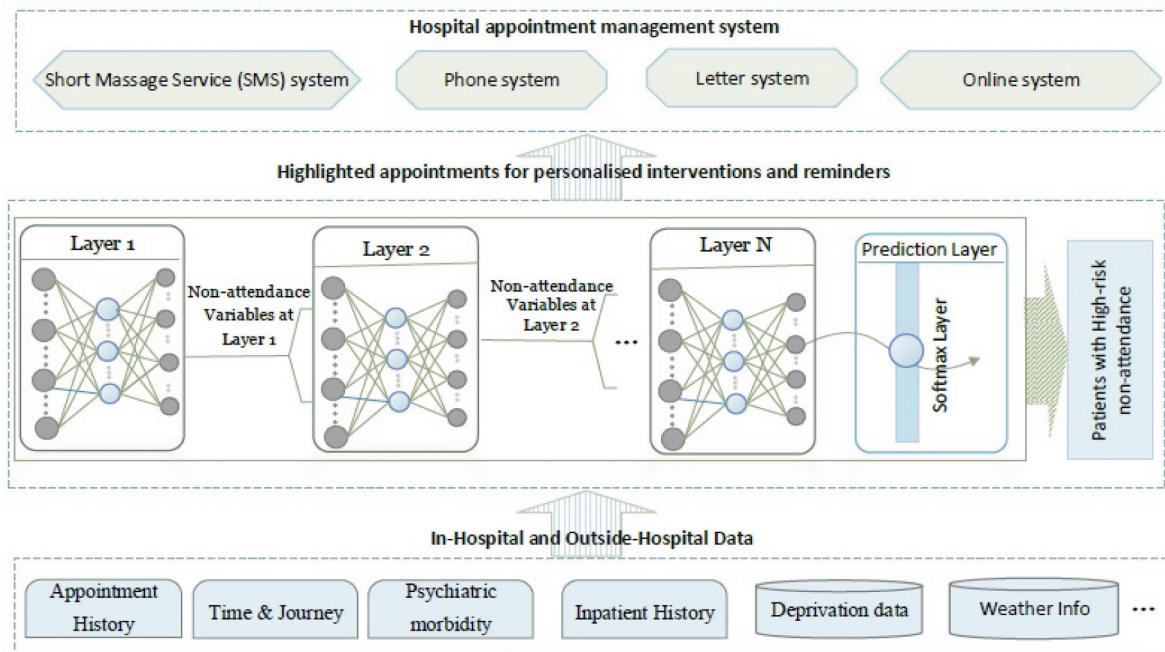 Hospital appointment management system
Short Massage Service (SMS) system
Phone system
Letter system
Online system
Highlighted appointments for personalised interventions and reminders
Layer 1
Non-attendance
Variables at
Layer 1
Layer 2
Non-attendance
Variables at
Layer 2
...
Layer N
Prediction Layer
Softmax Layer
Patients with High-risk
non-attendance
In-Hospital and Outside-Hospital Data
Appointment
History
Time & Journey
Psychiatric
morbidity
Inpatient History
Deprivation data
Weather Info
...